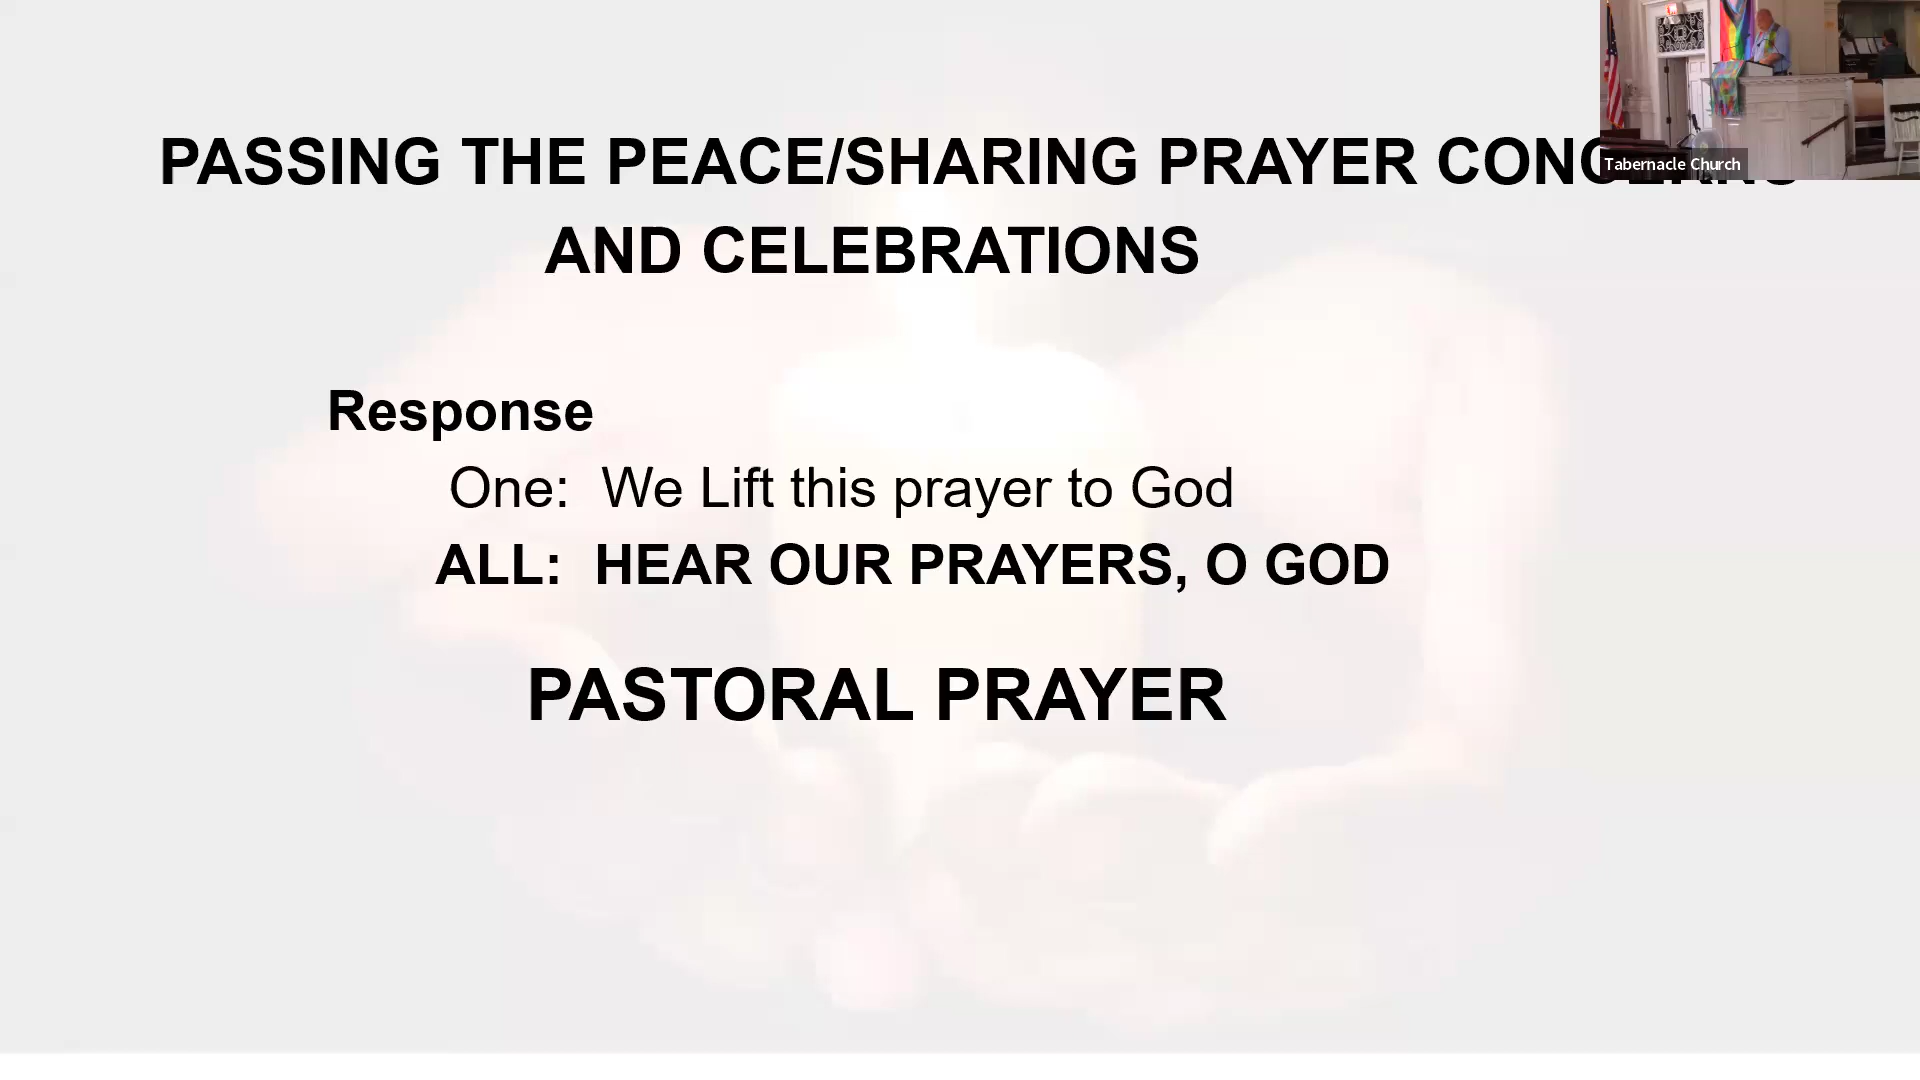 PASSING THE PEACE/SHARING PRAYER
AND CELEBRATIONS
Response
One: We Lift this prayer to God
ALL: HEAR OUR PRAYERS, O GOD
PASTORAL PRAYER
Tabernacle Church